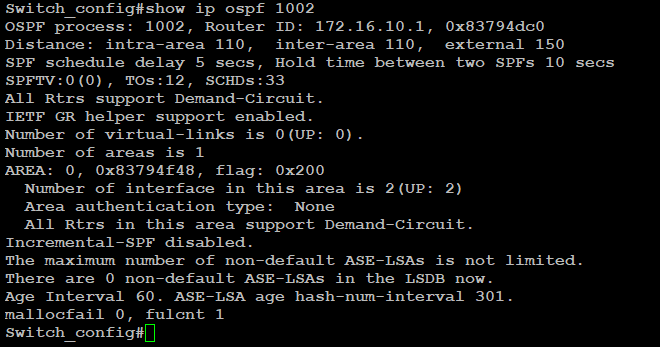 Switch_config#show ip ospf 1002
OSPF process: 1002, Router ID: 172.16.10.1, 0x83794dc0
Distance: intra-area 110,  inter-area 110,  external 150
SPF schedule delay 5 secs, Hold time between two SPFs 10 secs
SPFTV:0(0), TOs:12, SCHDs:33
All Rtrs support Demand-Circuit.
IETF GR helper support enabled.
Number of virtual-links is 0(UP: 0).
Number of areas is 1
AREA: 0, 0x83794f48, flag: 0x200
  Number of interface in this area is 2(UP: 2)
  Area authentication type:  None
  All Rtrs in this area support Demand-Circuit.
Incremental-SPF disabled.
The maximum number of non-default ASE-LSAs is not limited.
There are 0 non-default ASE-LSAs in the LSDB now.
Age Interval 60. ASE-LSA age hash-num-interval 301.
mallocfail 0, fulcnt 1
Switch_config#